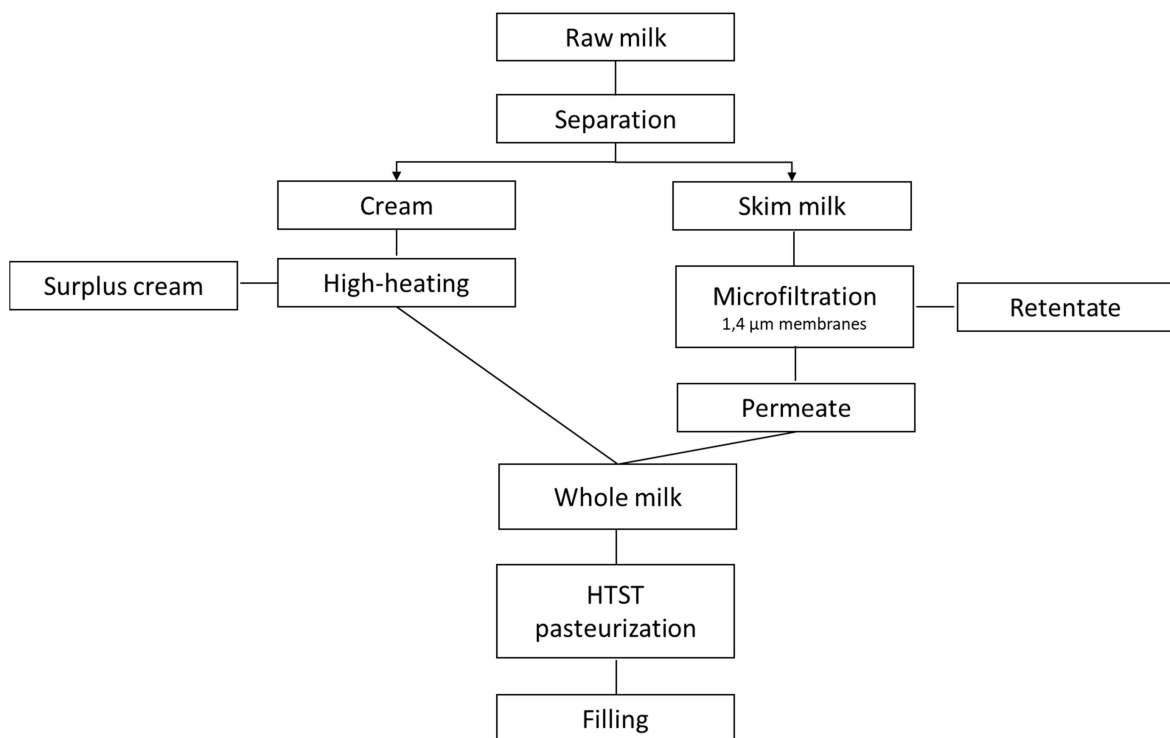 Raw milk
Separation
Cream
Skim milk
Surplus cream
High-heating
Microfiltration
1,4 µm membranes
Retentate
Permeate
Whole milk
HTST
pasteurization
Filling